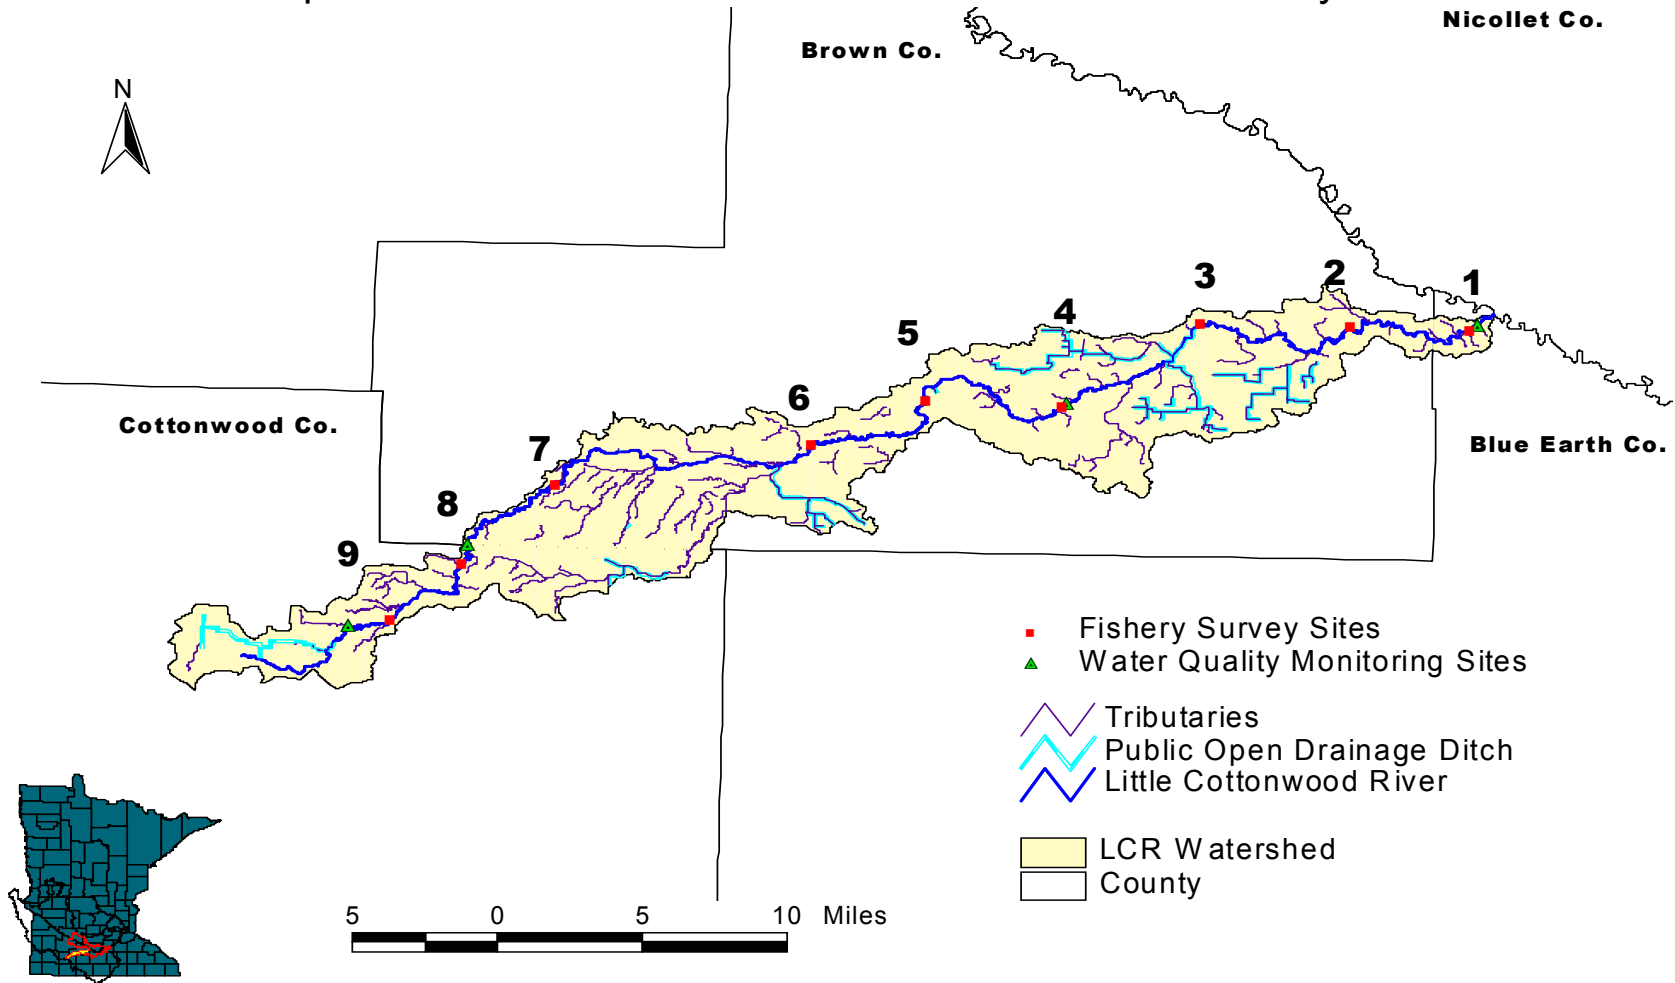 Nicollet Co.
Brown Co.
N
3
2
1
4
5
6
Cottonwood Co.
7
Blue Earth Co.
8
9
Fishery Survey Sites
Water Quality Monitoring Sites
Tributaries
Public Open Drainage Ditch
Little Cottonwood River
LCR Watershed
County
5 0 5 10 Miles